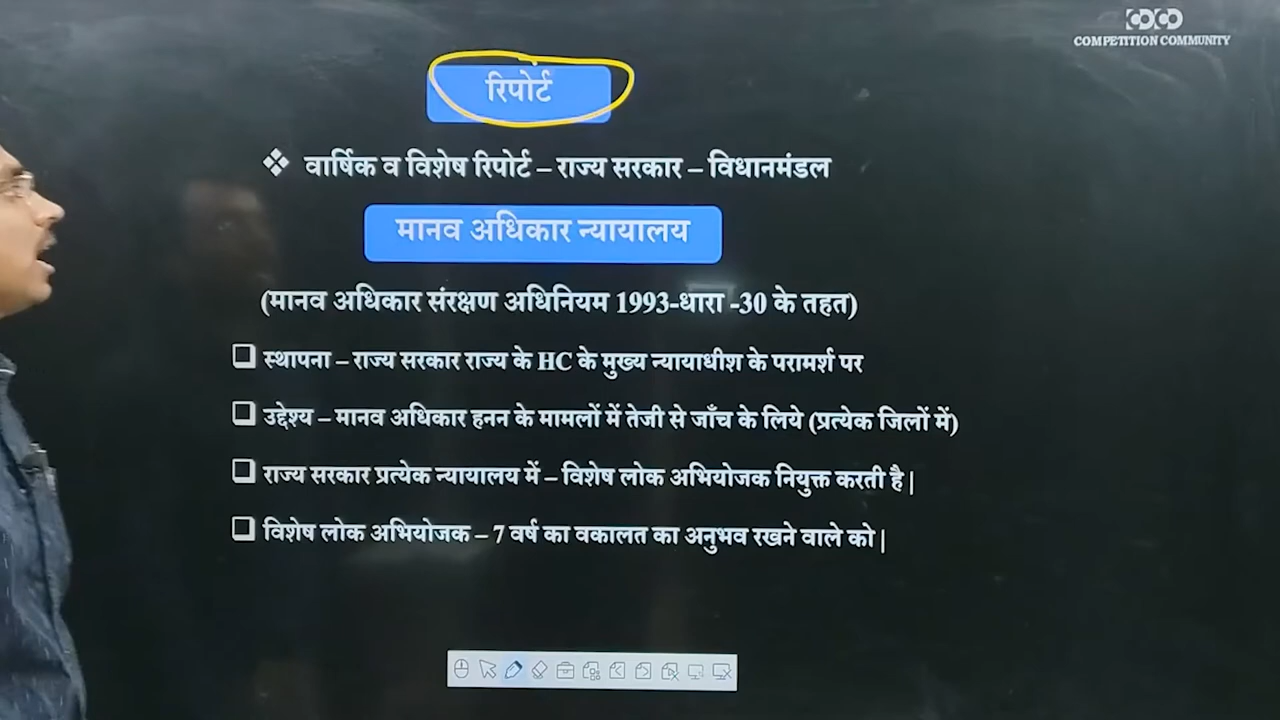 COMPETITION COMMUNITY
रिपोर्ट
❖ वार्षिक व विशेष रिपोर्ट – राज्य सरकार – विधानमंडल
मानव अधिकार न्यायालय
(मानव अधिकार संरक्षण अधिनियम 1993-धारा -30 के तहत)
❑ स्थापना – राज्य सरकार राज्य के HC के मुख्य न्यायाधीश के परामर्श पर
❑ उद्देश्य – मानव अधिकार हनन के मामलों में तेजी से जाँच के लिये (प्रत्येक जिलों में)
❑ राज्य सरकार प्रत्येक न्यायालय में – विशेष लोक अभियोजक नियुक्त करती है |
❑ विशेष लोक अभियोजक – 7 वर्ष का वकालत का अनुभव रखने वाले को |